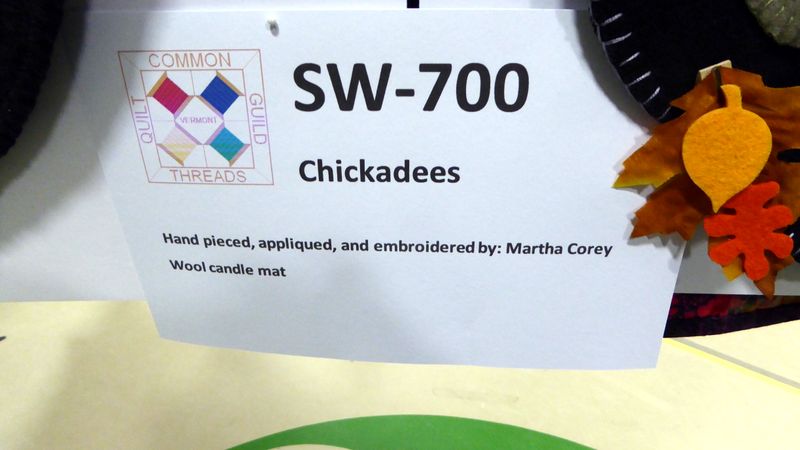 COMMON
QUILT
VERMONT
GUILD
THREADS
SW-700
Chickadees
Hand pieced, appliqued, and embroidered by: Martha Corey
Wool candle mat